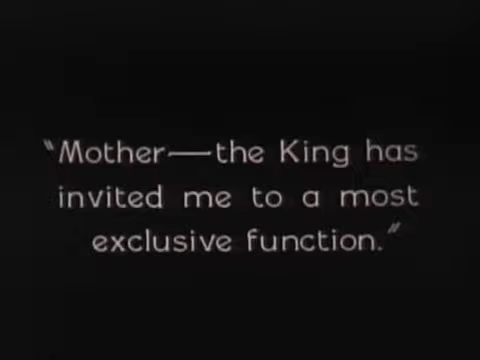 "Mother—the King has
invited me to a most
exclusive function."